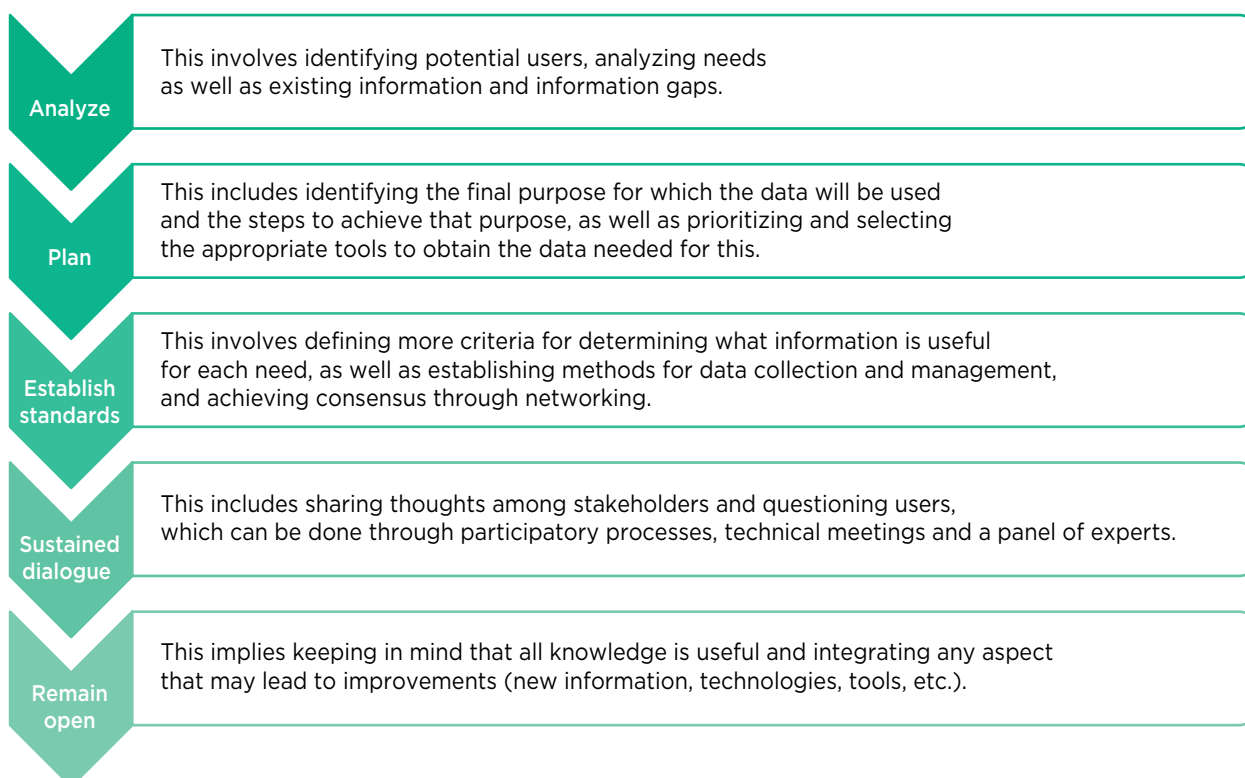 Analyze
This involves identifying potential users, analyzing needs
as well as existing information and information gaps.
Plan
This includes identifying the final purpose for which the data will be used
and the steps to achieve that purpose, as well as prioritizing and selecting
the appropriate tools to obtain the data needed for this.
Establish
standards
This involves defining more criteria for determining what information is useful
for each need, as well as establishing methods for data collection and management,
and achieving consensus through networking.
Sustained
dialogue
This includes sharing thoughts among stakeholders and questioning users,
which can be done through participatory processes, technical meetings and a panel of experts.
Remain
open
This implies keeping in mind that all knowledge is useful and integrating any aspect
that may lead to improvements (new information, technologies, tools, etc.).